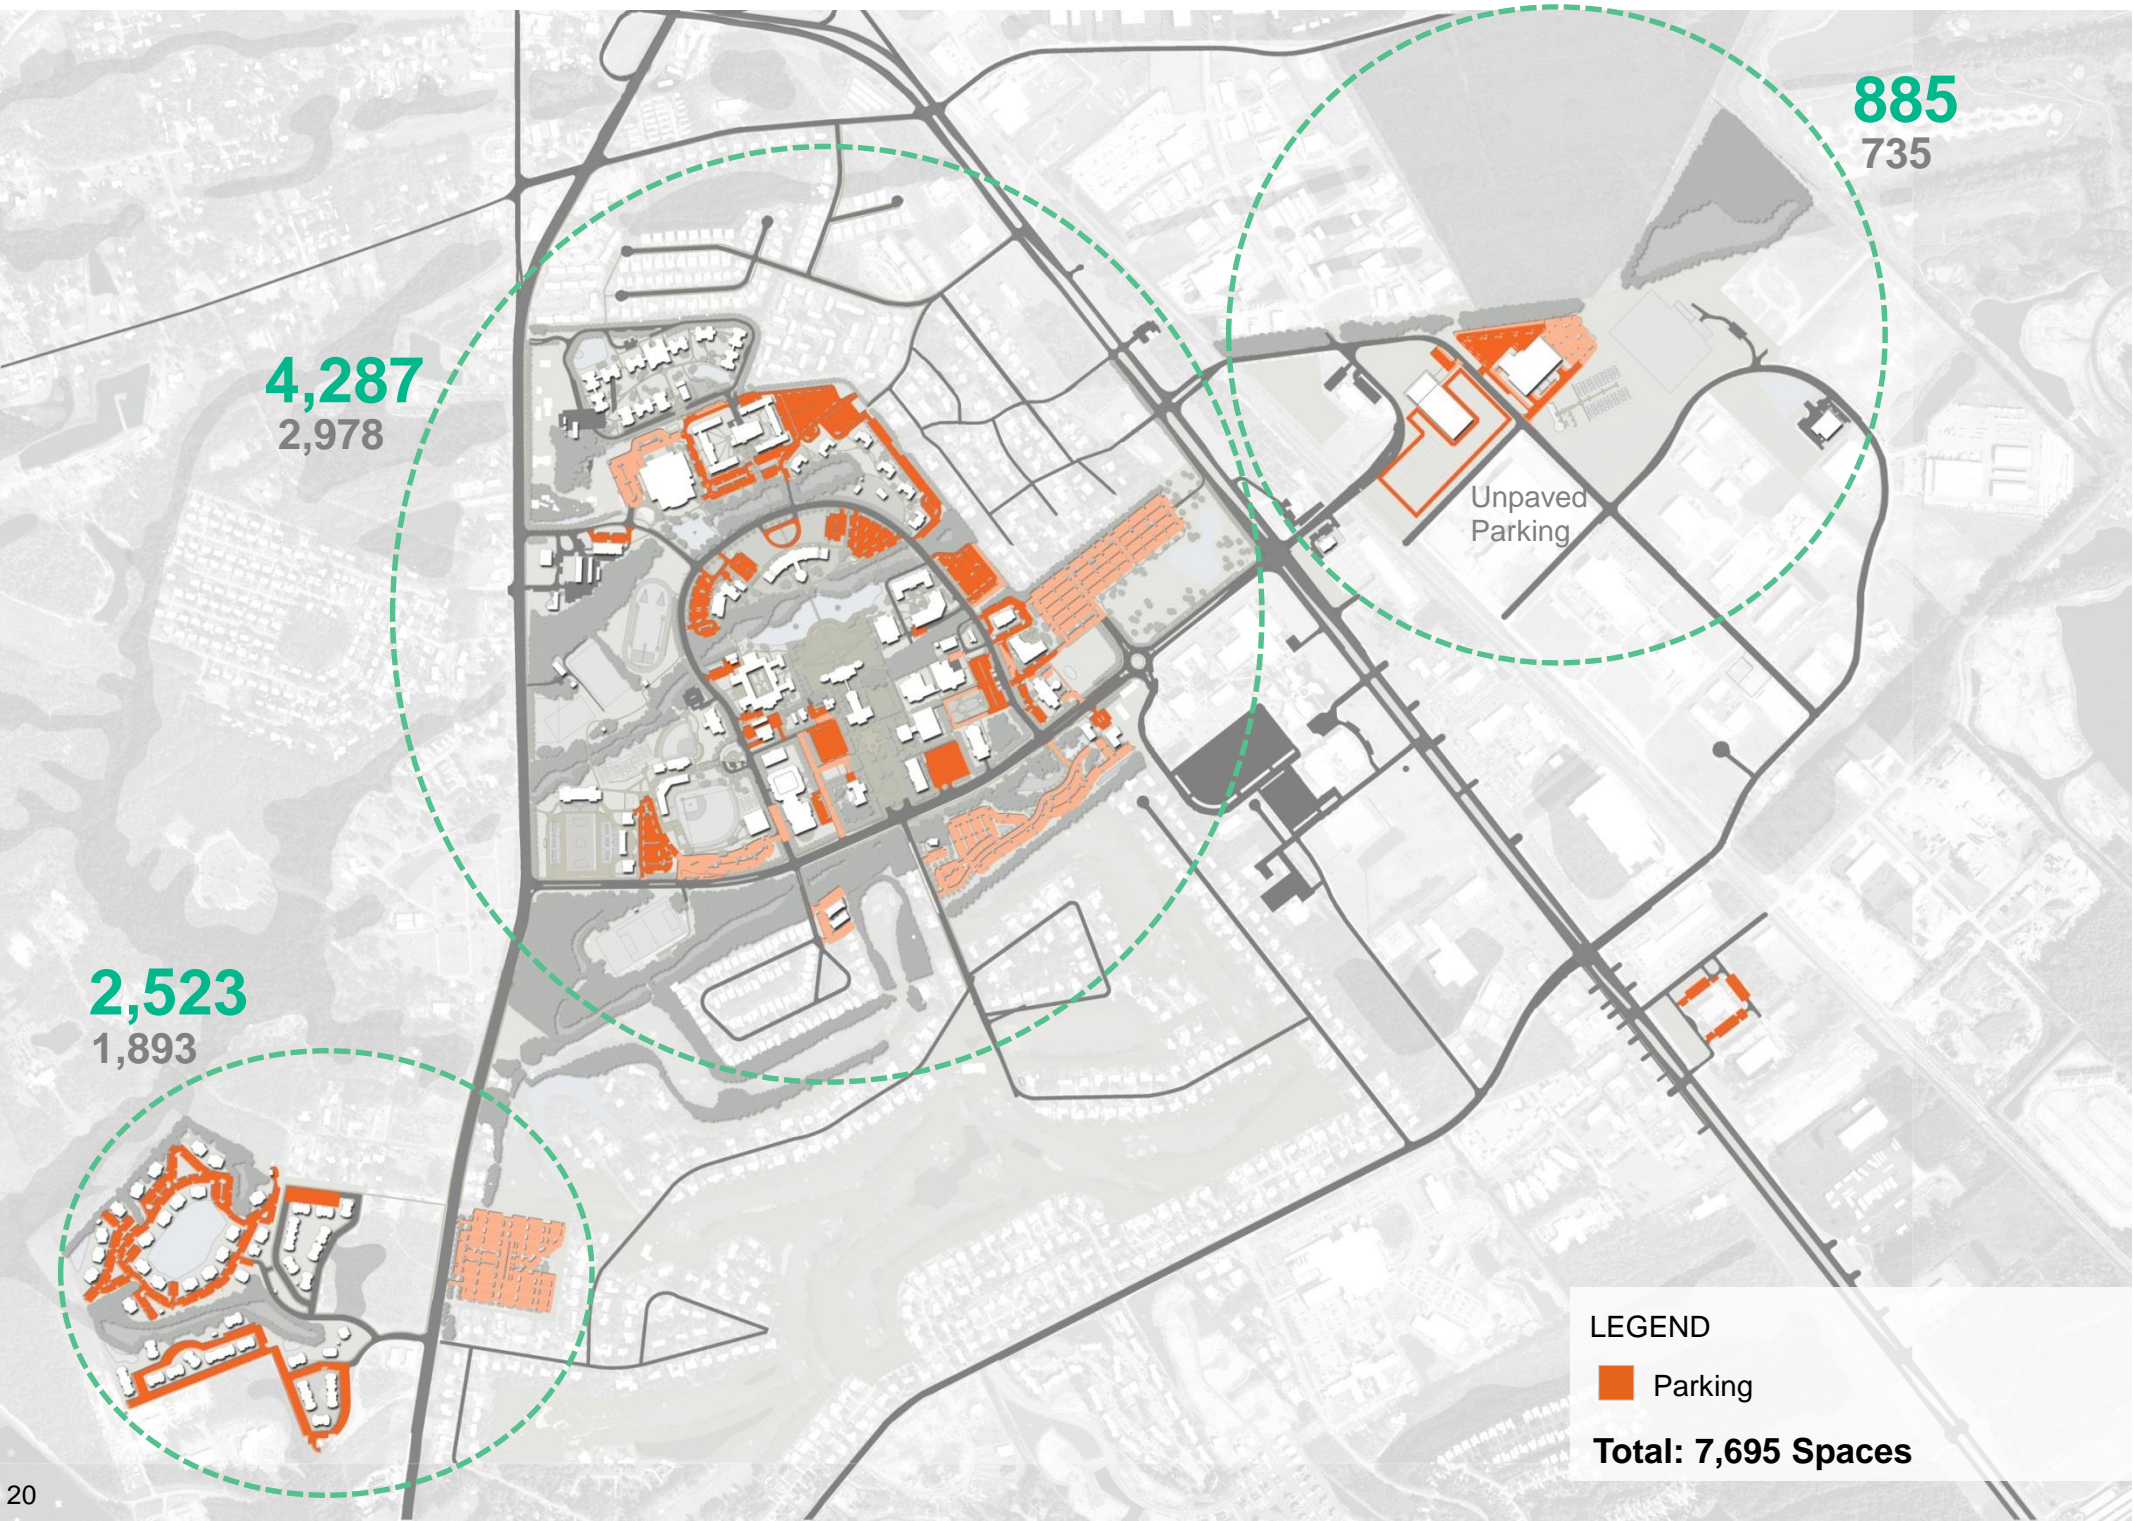 885
735
4,287
2,978
Unpaved
Parking
2,523
1,893
LEGEND
Parking
Total: 7,695 Spaces
20